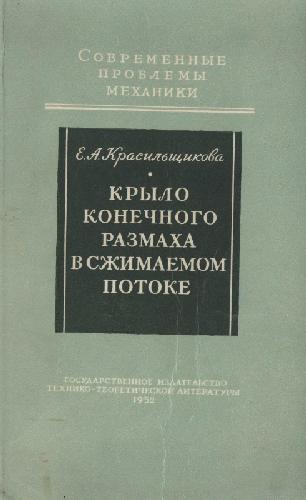 СОВРЕМЕННЫЕ
ПРОБЛЕМЫ
МЕХАНИКИ
Е. А. Красильщикова
•
КРЫЛО
КОНЕЧНОГО
РАЗМАХА
В СЖИМАЕМОМ
ПОТОКЕ
ГОСУДАРСТВЕННОЕ ИЗДАТЕЛЬСТВО
ТЕХНИКО-ТЕОРЕТИЧЕСКОЙ ЛИТЕРАТУРЫ
1952